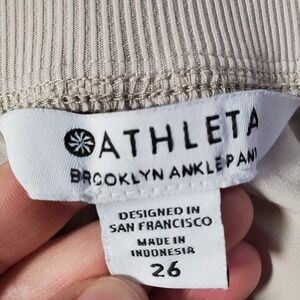 ATHLETA
BROOKLYN ANKLE PAN
DESIGNED IN
SAN FRANCISCO
MADE IN
INDONESIA
26